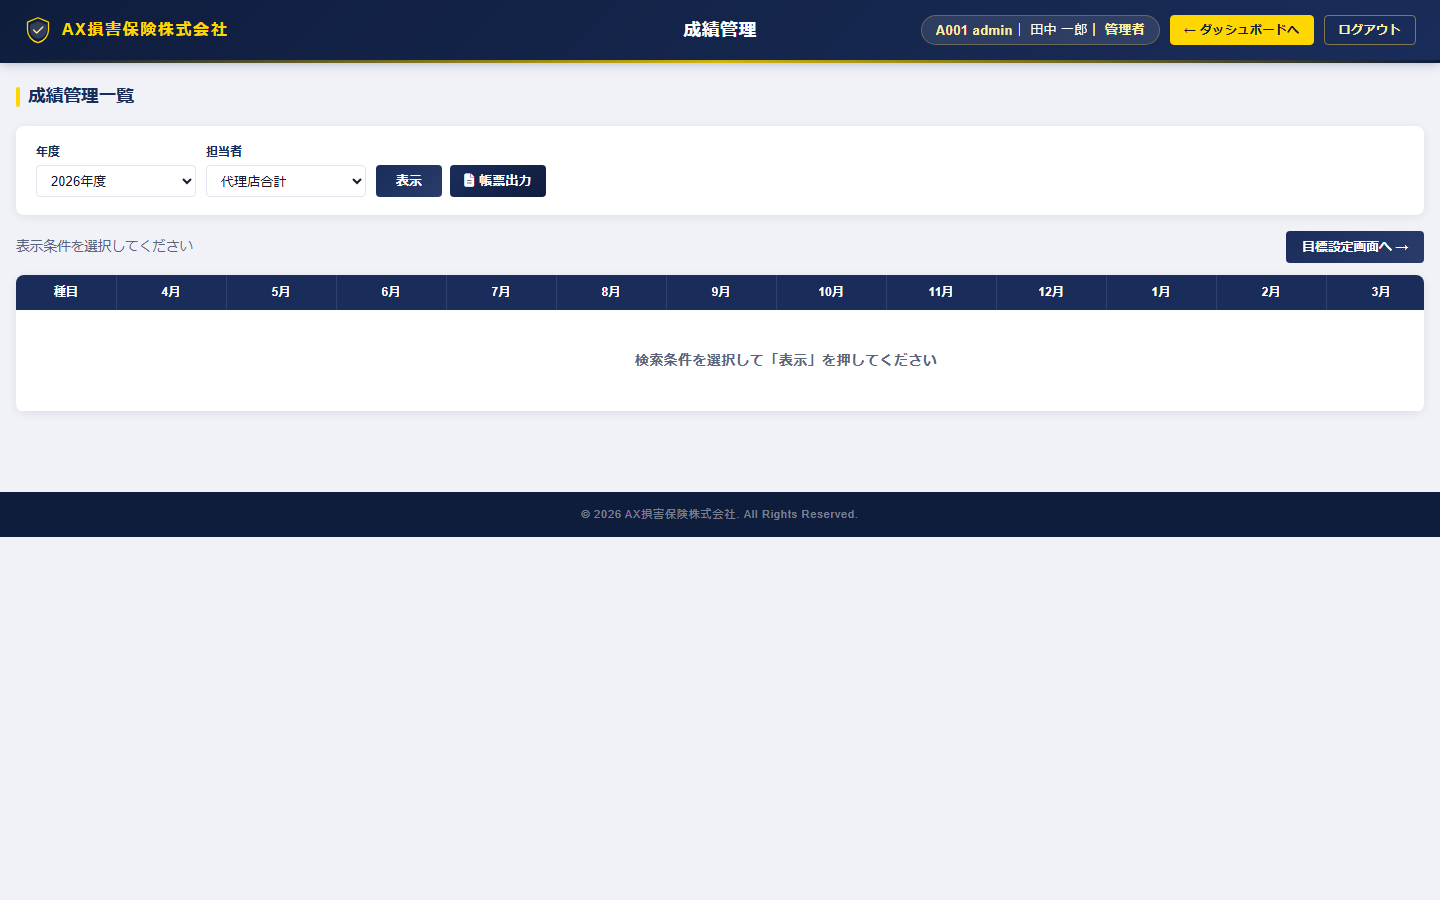 AX損害保険株式会社
成績管理
A001 admin | 田中 一郎 | 管理者
← ダッシュボードへ
ログアウト
成績管理一覧
年度
担当者
2026年度
代理店合計
表示
帳票出力
表示条件を選択してください
目標設定画面へ →
種目 4月 5月 6月 7月 8月 9月 10月 11月 12月 1月 2月 3月
検索条件を選択して「表示」を押してください
© 2026 AX損害保険株式会社. All Rights Reserved.